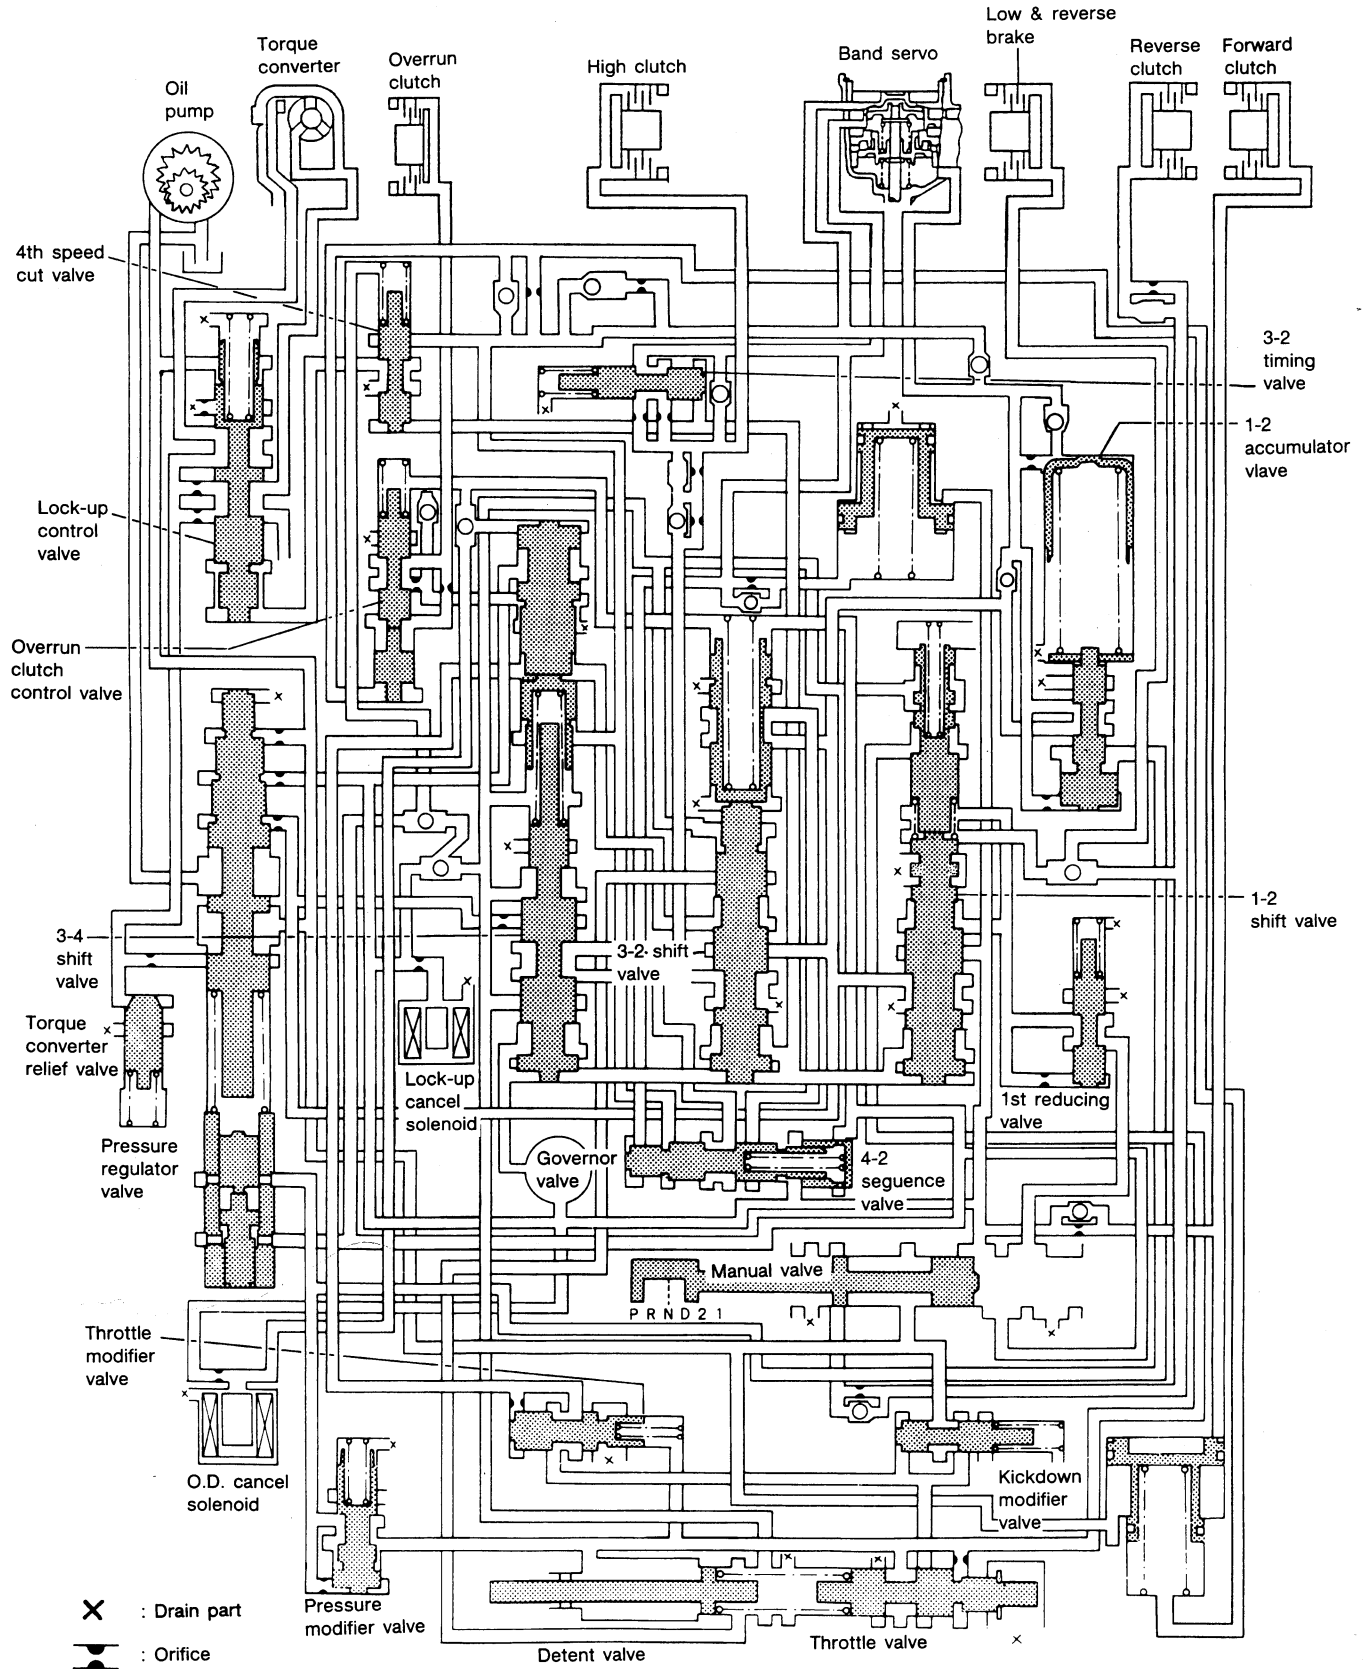 Low & reverse
brake
Torque
converter
Overrun
clutch
High clutch
Band servo
Reverse
clutch
Forward
clutch
Oil
pump
4th speed
cut valve
3-2
timing
valve
1-2
accumulator
vlave
Lock-up
control
valve
Overrun
clutch
control valve
1-2
shift valve
3-4
shift
valve
3-2 shift
valve
Torque
converter
relief valve
Lock-up
cancel
solenoid
1st reducing
valve
Pressure
regulator
valve
Governor
valve
4-2
seguence
valve
Manual valve
P R N D 2 1
Throttle
modifier
valve
O.D. cancel
solenoid
Kickdown
modifier
valve
X : Drain part
Pressure
modifier valve
: Orifice
Detent valve
Throttle valve